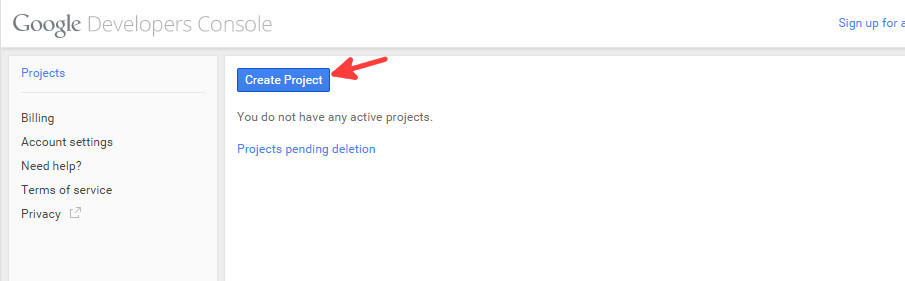 Google Developers Console
Sign up for a
Projects
Billing
Account settings
Need help?
Terms of service
Privacy
Create Project
You do not have any active projects.
Projects pending deletion